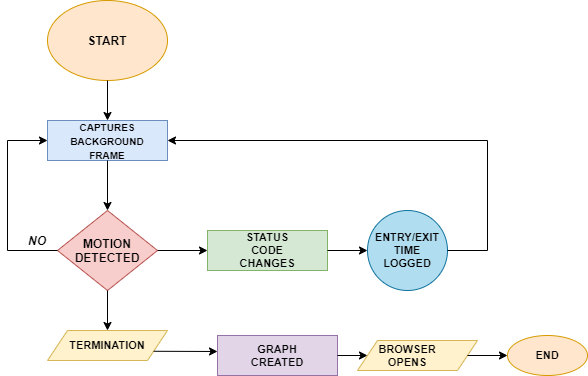 START
CAPTURES
BACKGROUND
FRAME
NO
MOTION
DETECTED
STATUS
CODE
CHANGES
ENTRY/EXIT
TIME
LOGGED
TERMINATION
GRAPH
CREATED
BROWSER
OPENS
END